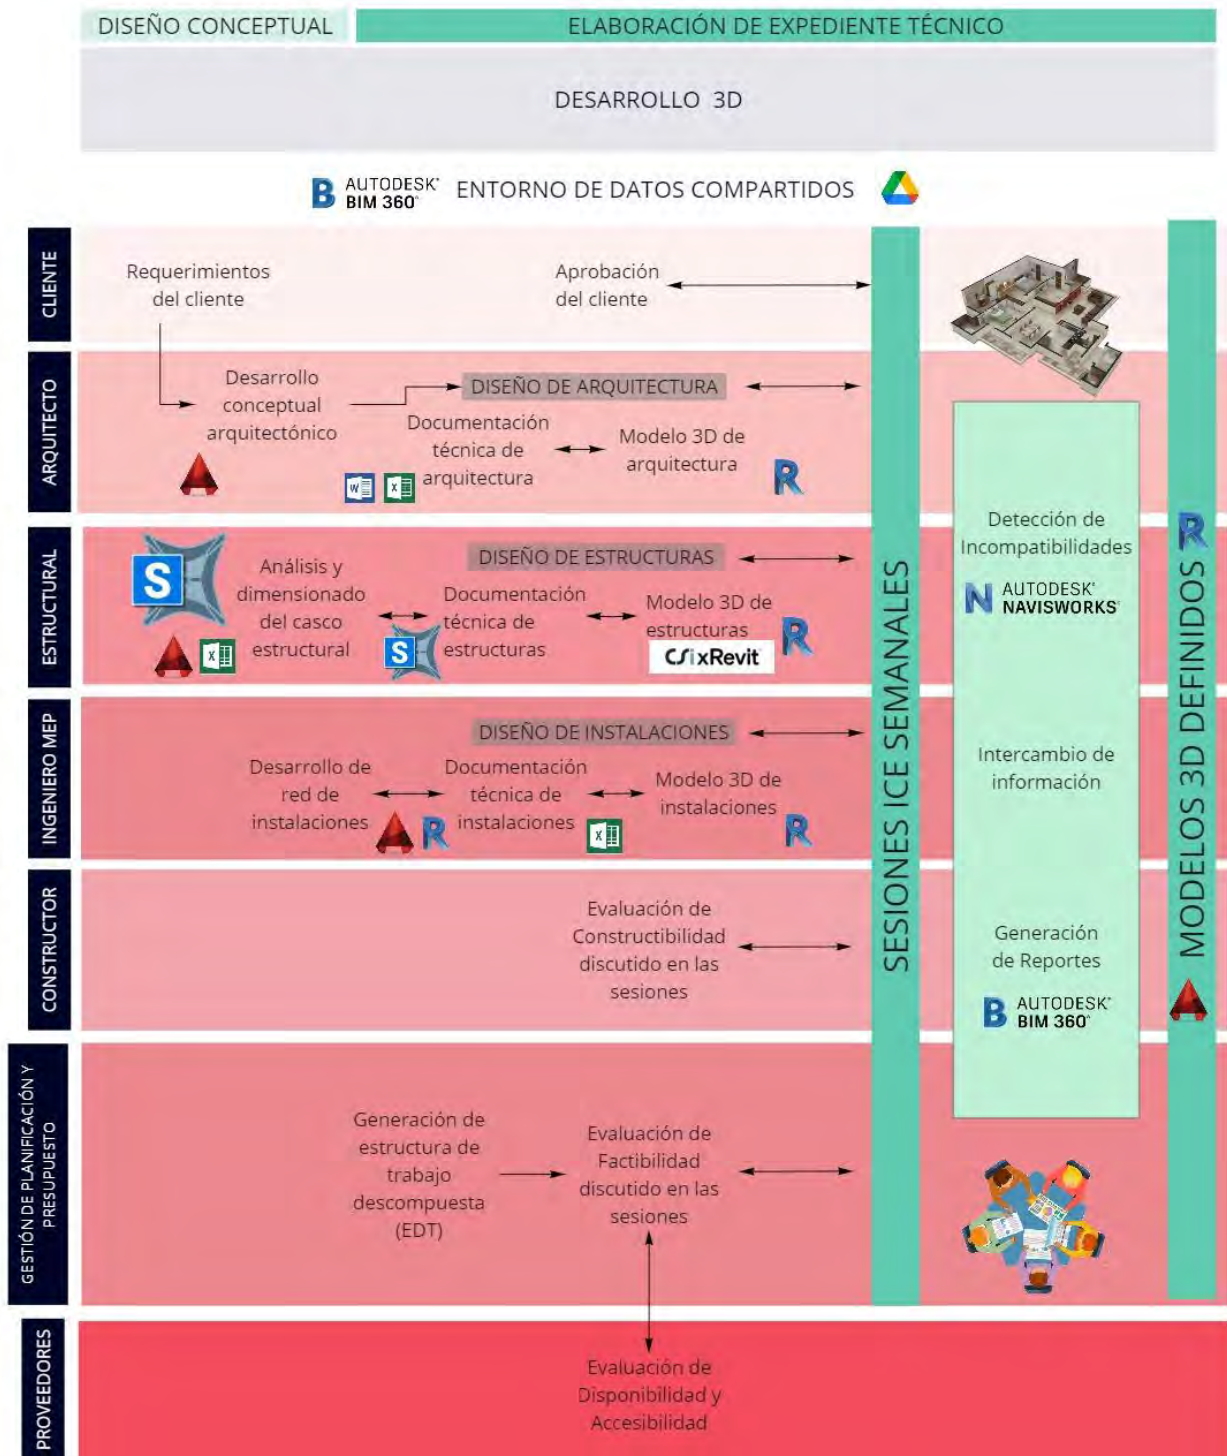 DISEÑO CONCEPTUAL
ELABORACIÓN DE EXPEDIENTE TÉCNICO
DESARROLLO 3D
B AUTODESK®
BIM 360®
ENTORNO DE DATOS COMPARTIDOS
CLIENTE
Requerimientos
del cliente
Aprobación
del cliente
ARQUITECTO
Desarrollo
conceptual
arquitectónico
DISEÑO DE ARQUITECTURA
Documentación
técnica de
arquitectura
Modelo 3D de
arquitectura
W
X
R
ESTRUCTURAL
S
Análisis y
dimensionado
del casco
estructural
X
DISEÑO DE ESTRUCTURAS
Documentación
técnica de
estructuras
S
Modelo 3D de
estructuras
CSixRevit
R
INGENIERO MEP
DISEÑO DE INSTALACIONES
Desarrollo de
red de
instalaciones
R
Documentación
técnica de
instalaciones
X
Modelo 3D de
instalaciones
R
CONSTRUCTOR
Evaluación de
Constructibilidad
discutido en las
sesiones
GESTIÓN DE PLANIFICACIÓN Y
PRESUPUESTO
Generación de
estructura de
trabajo
descompuesta
(EDT)
Evaluación de
Factibilidad
discutido en las
sesiones
PROVEEDORES
Evaluación de
Disponibilidad y
Accesibilidad
SESIONES ICE SEMANALES
Detección de
Incompatibilidades
N AUTODESK®
NAVISWORKS®
Intercambio de
información
Generación
de Reportes
B AUTODESK®
BIM 360®
MODELOS 3D DEFINIDOS
R